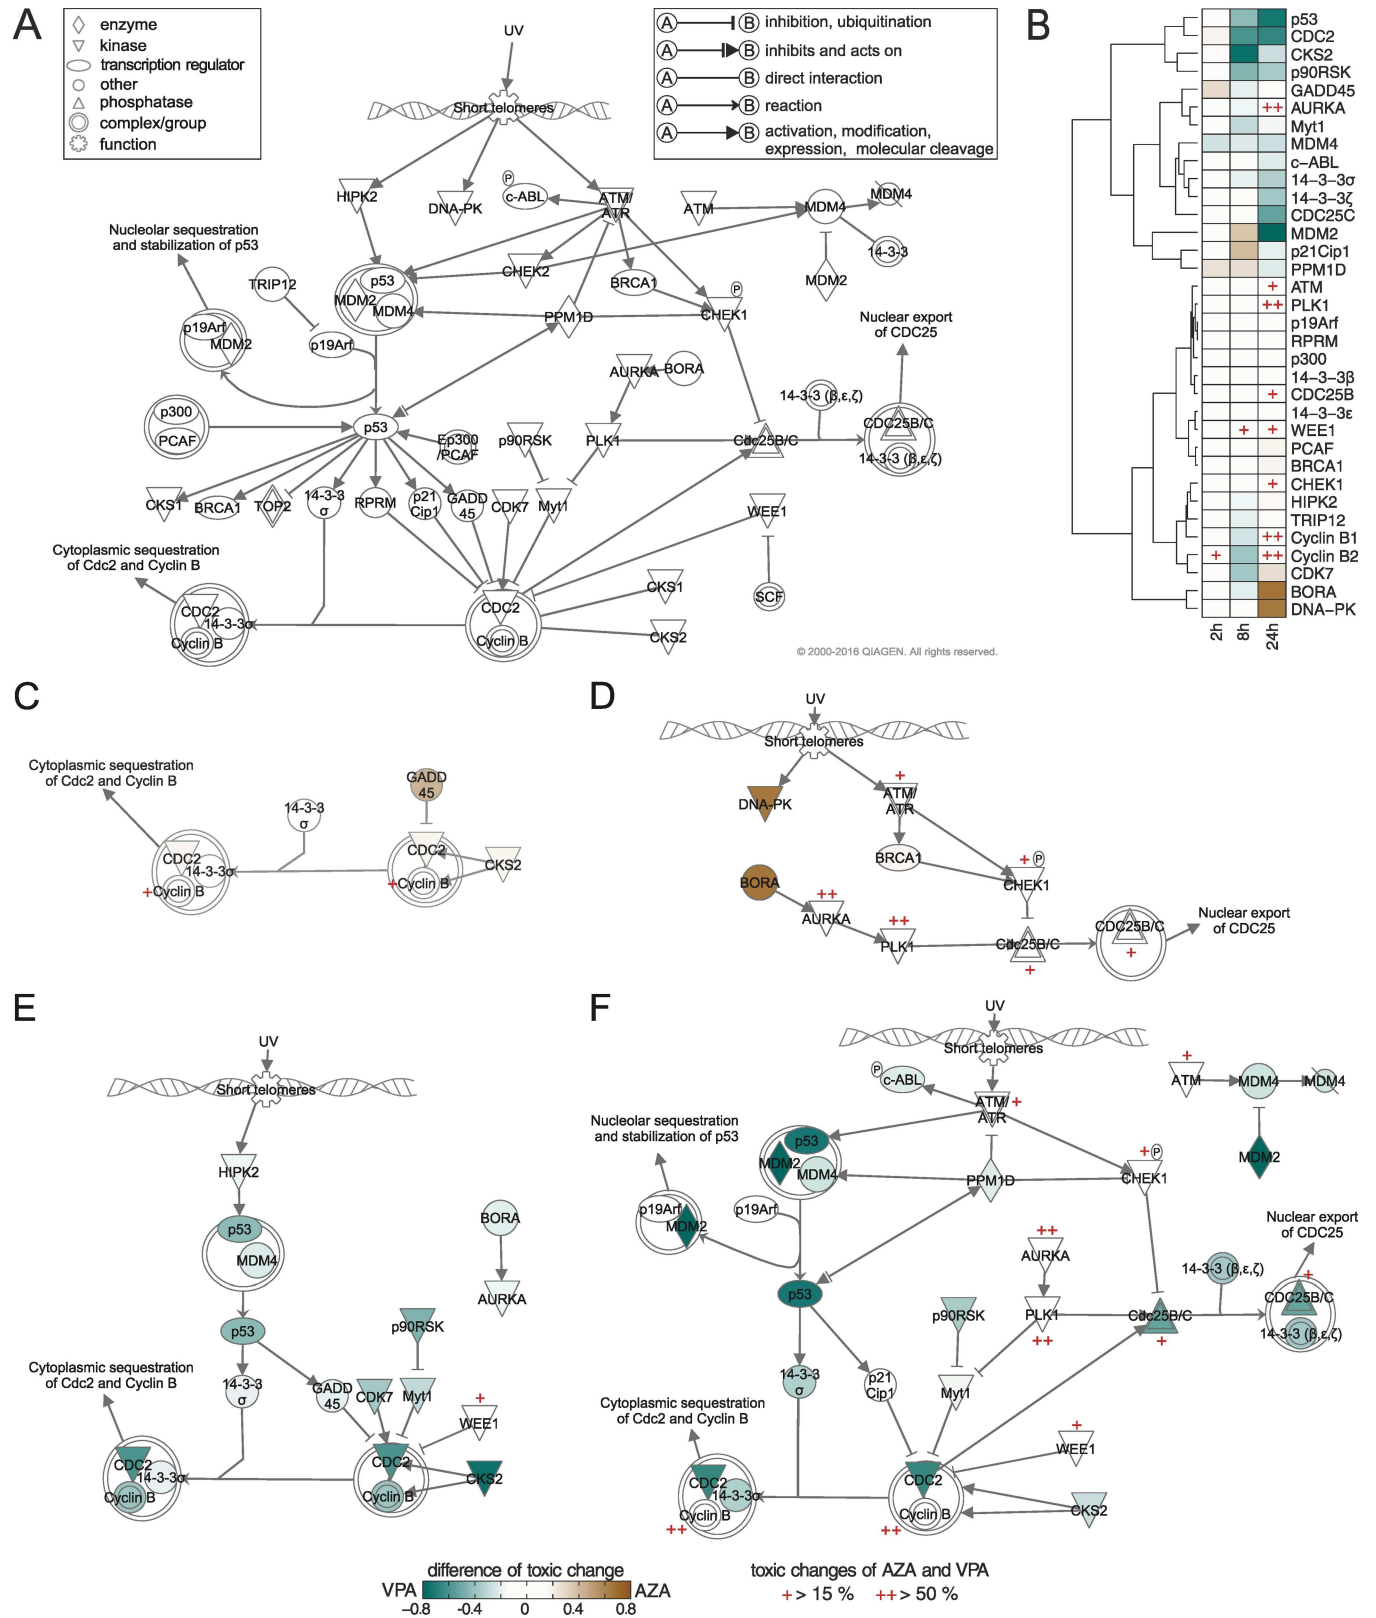 A
enzyme
kinase
transcription regulator
other
phosphatase
complex/group
function
UV
Short telomeres
A B inhibition, ubiquitination
A B inhibits and acts on
A B direct interaction
A B reaction
A B activation, modification,
expression, molecular cleavage
HIPK2
DNA-PK
P
c-ABL
ATM/
ATR
ATM
MDM4
MDM4
14-3-3
MDM2
Nucleolar sequestration
and stabilization of p53
TRIP12
p53
MDM2
MDM4
CHEK2
BRCA1
P
CHEK1
PPM1D
p19Arf
MDM2
p19Arf
Nuclear export
of CDC25
AURKA
BORA
14-3-3 (β,ε,ζ)
p300
PCAF
p53
Ep300
/PCAF
p90RSK
PLK1
Cdc25B/C
CDC25B/C
14-3-3 (β,ε,ζ)
CKS1
BRCA1
TOP2
14-3-3
σ
RPRM
p21
Cip1
GADD
45
CDK7
Myt1
WEE1
Cytoplasmic sequestration
of Cdc2 and Cyclin B
CDC2
14-3-3σ
Cyclin B
CDC2
Cyclin B
CKS1
CKS2
SCF
© 2000-2016 QIAGEN. All rights reserved.
B
p53
CDC2
CKS2
p90RSK
GADD45
++ AURKA
Myt1
MDM4
c-ABL
14-3-3σ
14-3-3ζ
CDC25C
MDM2
p21Cip1
PPM1D
+ ATM
++ PLK1
p19Arf
RPRM
p300
14-3-3β
+ CDC25B
14-3-3ε
+ + WEE1
PCAF
BRCA1
+ CHEK1
HIPK2
TRIP12
++ Cyclin B1
+ ++ Cyclin B2
CDK7
BORA
DNA-PK
2h 8h 24h
C
Cytoplasmic sequestration
of Cdc2 and Cyclin B
14-3-3
σ
GADD
45
CDC2
14-3-3σ
+ Cyclin B
CDC2
+ Cyclin B
CKS2
D
UV
Short telomeres
DNA-PK
+
ATM/
ATR
BRCA1
+ P
CHEK1
BORA
++
AURKA
++
PLK1
Cdc25B/C
+
CDC25B/C
+
Nuclear export
of CDC25
E
UV
Short telomeres
HIPK2
p53
MDM4
BORA
AURKA
p53
p90RSK
Cytoplasmic sequestration
of Cdc2 and Cyclin B
14-3-3
σ
GADD
45
CDK7
Myt1
+
WEE1
CDC2
14-3-3σ
Cyclin B
CDC2
Cyclin B
CKS2
F
UV
Short telomeres
P
c-ABL
ATM/
ATR
+
+
ATM
MDM4
MDM4
MDM2
Nucleolar sequestration
and stabilization of p53
p53
MDM2
MDM4
PPM1D
+ P
CHEK1
p19Arf
MDM2
p19Arf
++
AURKA
Nuclear export
of CDC25
14-3-3 (β,ε,ζ)
p53
p90RSK
PLK1
++
Cdc25B/C
+
+
CDC25B/C
14-3-3 (β,ε,ζ)
14-3-3
σ
p21
Cip1
Myt1
Cytoplasmic sequestration
of Cdc2 and Cyclin B
+
WEE1
CDC2
14-3-3σ
Cyclin B
++
CDC2
Cyclin B
++
CKS2
difference of toxic change
VPA AZA
-0.8 -0.4 0 0.4 0.8
toxic changes of AZA and VPA
+ > 15 % ++ > 50 %